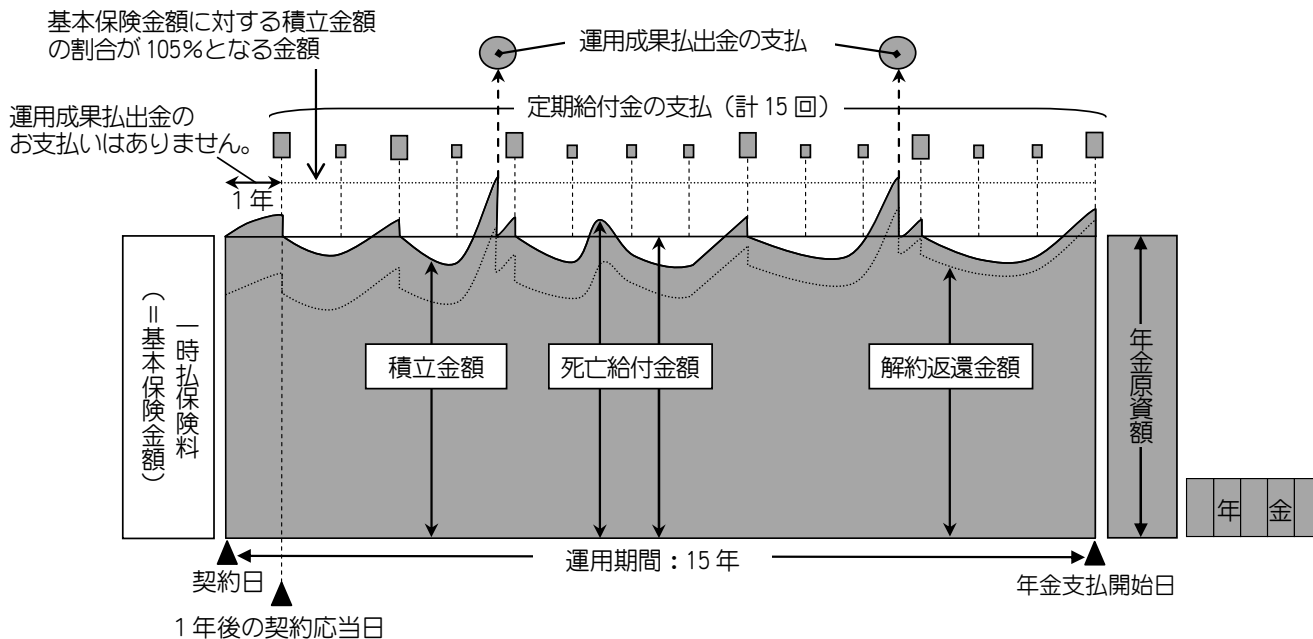 基本保険金額に対する積立金額
の割合が105%となる金額
運用成果払出金の支払
定期給付金の支払（計15回）
運用成果払出金の
お支払いはありません。
1年
一時払保険料
（＝基本保険金額）
積立金額
死亡給付金額
解約返還金額
年金原資額
年金
運用期間：15年
契約日
年金支払開始日
1年後の契約応当日